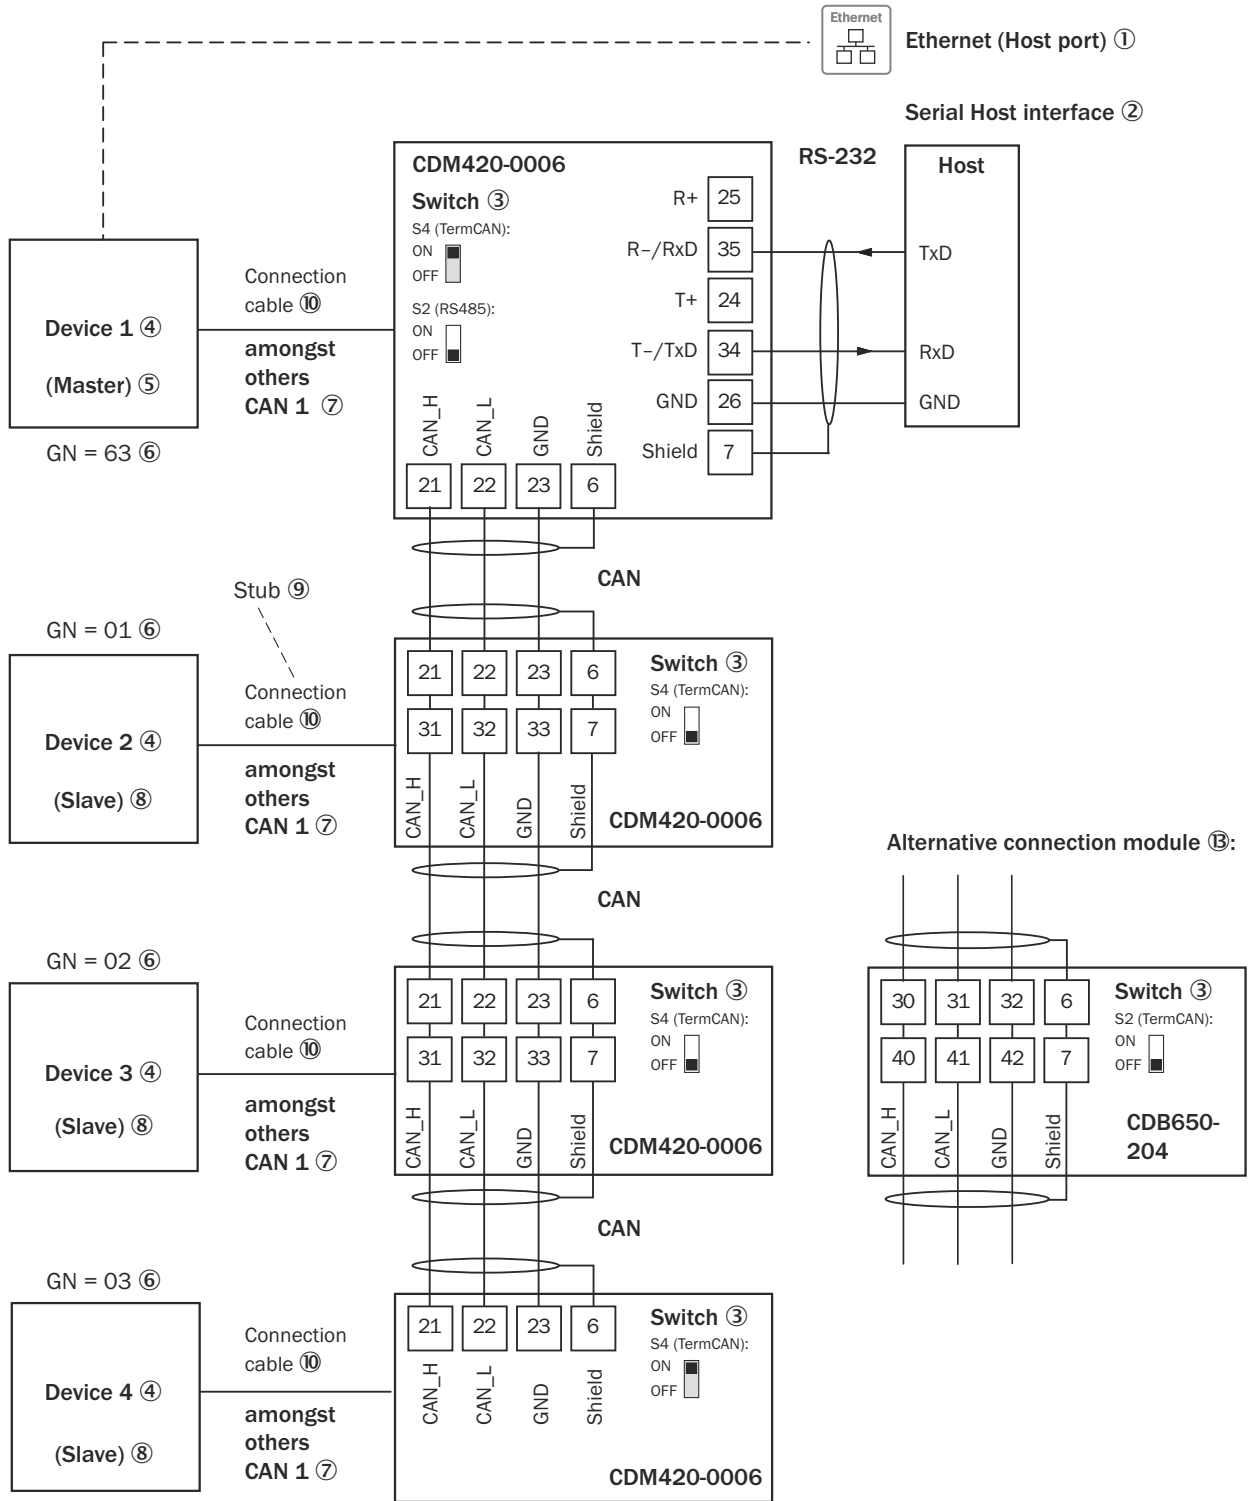 Ethernet
Ethernet (Host port) ①
Serial Host interface ②
CDM420-0006
Switch ③
S4 (TermCAN):
ON
OFF
S2 (RS485):
ON
OFF
R+ 25
R–/RxD 35
T+ 24
T–/TxD 34
GND 26
Shield 7
CAN_H
CAN_L
GND
Shield
21 22 23 6
RS-232
Host
TxD
RxD
GND
Device 1 ④
(Master) ⑤
GN = 63 ⑥
Connection
cable ⑩
amongst
others
CAN 1 ⑦
CAN
Stub ⑨
GN = 01 ⑥
Device 2 ④
(Slave) ⑧
Connection
cable ⑩
amongst
others
CAN 1 ⑦
21 22 23 6
31 32 33 7
CAN_H
CAN_L
GND
Shield
Switch ③
S4 (TermCAN):
ON
OFF
CDM420-0006
CAN
GN = 02 ⑥
Device 3 ④
(Slave) ⑧
Connection
cable ⑩
amongst
others
CAN 1 ⑦
21 22 23 6
31 32 33 7
CAN_H
CAN_L
GND
Shield
Switch ③
S4 (TermCAN):
ON
OFF
CDM420-0006
CAN
GN = 03 ⑥
Device 4 ④
(Slave) ⑧
Connection
cable ⑩
amongst
others
CAN 1 ⑦
21 22 23 6
CAN_H
CAN_L
GND
Shield
Switch ③
S4 (TermCAN):
ON
OFF
CDM420-0006
Alternative connection module ⑬:
30 31 32 6
40 41 42 7
CAN_H
CAN_L
GND
Shield
Switch ③
S2 (TermCAN):
ON
OFF
CDB650-
204